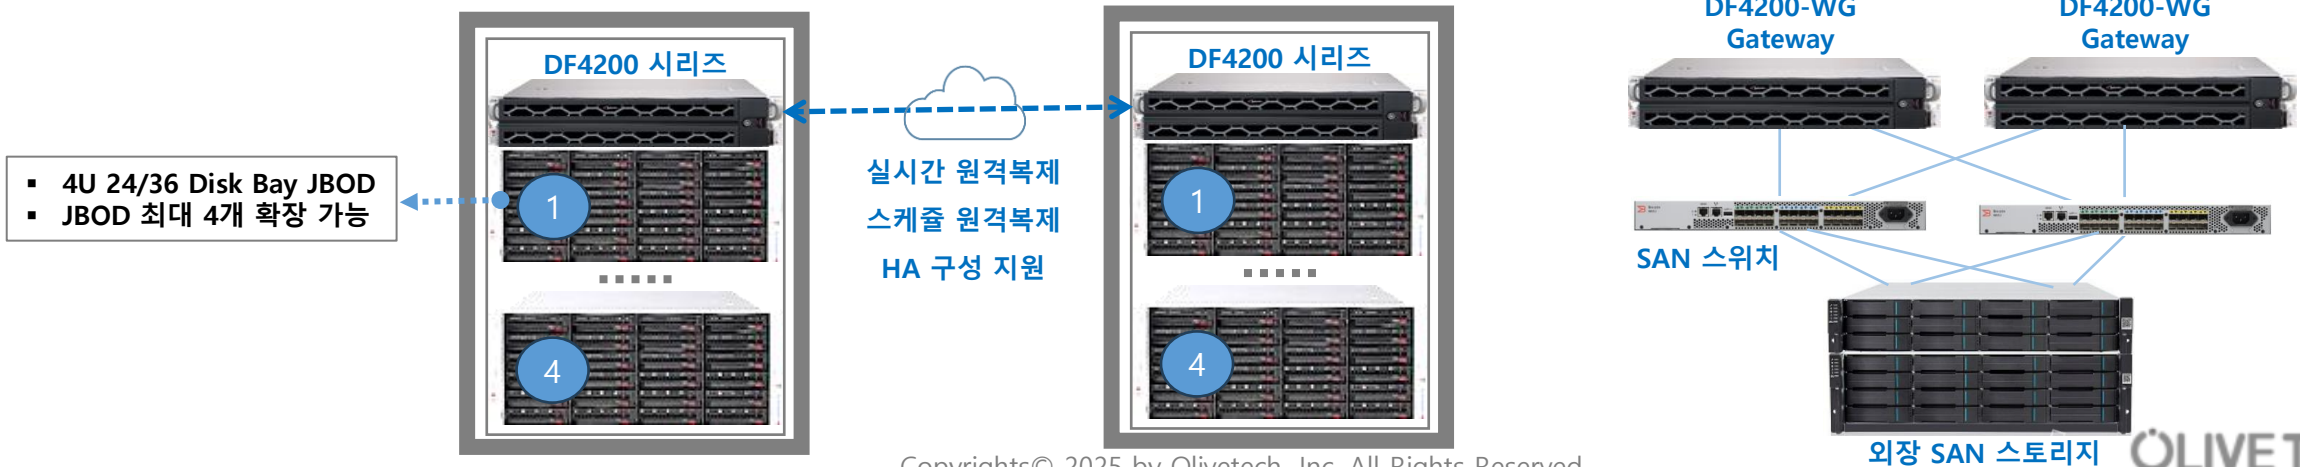 DF4200 시리즈
▪ 4U 24/36 Disk Bay JBOD
▪ JBOD 최대 4개 확장 가능
1
4
실시간 원격복제
스케쥴 원격복제
HA 구성 지원
DF4200 시리즈
1
4
DF4200-WG
Gateway
DF4200-WG
Gateway
SAN 스위치
외장 SAN 스토리지
Copyrights© 2025 by Olivetech, Inc. All Rights Reserved
OLIVET